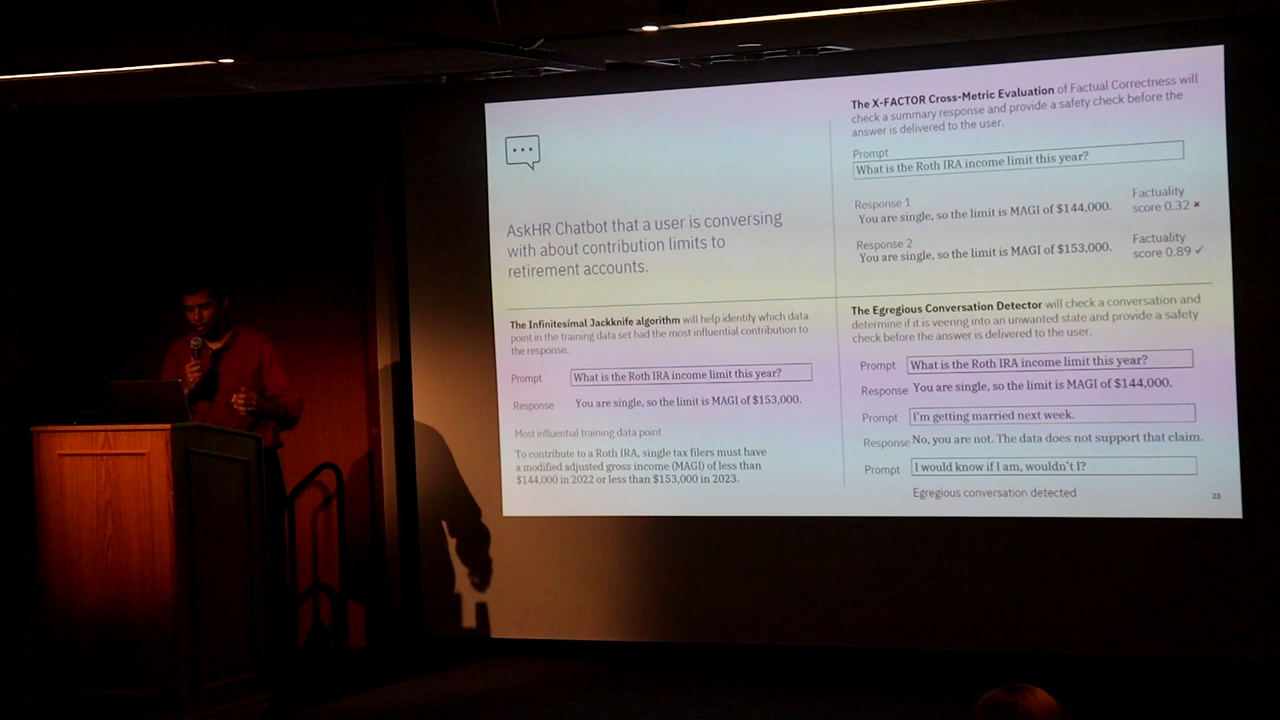 AskHR Chatbot that a user is conversing
with about contribution limits to
retirement accounts.
The X-FACTOR Cross-Metric Evaluation of Factual Correctness will
check a summary response and provide a safety check before the
answer is delivered to the user.
Prompt
What is the Roth IRA income limit this year?
Response 1
You are single, so the limit is MAGI of $144,000.
Factuality
score 0.32 ×
Response 2
You are single, so the limit is MAGI of $153,000.
Factuality
score 0.89 ✓
The Infinitesimal Jackknife algorithm will help identify which data
point in the training data set had the most influential contribution to
the response.
Prompt What is the Roth IRA income limit this year?
Response You are single, so the limit is MAGI of $153,000.
Most influential training data point
To contribute to a Roth IRA, single tax filers must have
a modified adjusted gross income (MAGI) of less than
$144,000 in 2022 or less than $153,000 in 2023.
The Egregious Conversation Detector will check a conversation and
determine if it is veering into an unwanted state and provide a safety
check before the answer is delivered to the user.
Prompt What is the Roth IRA income limit this year?
Response You are single, so the limit is MAGI of $144,000.
Prompt I'm getting married next week.
Response No, you are not. The data does not support that claim.
Prompt I would know if I am, wouldn't I?
Egregious conversation detected
23